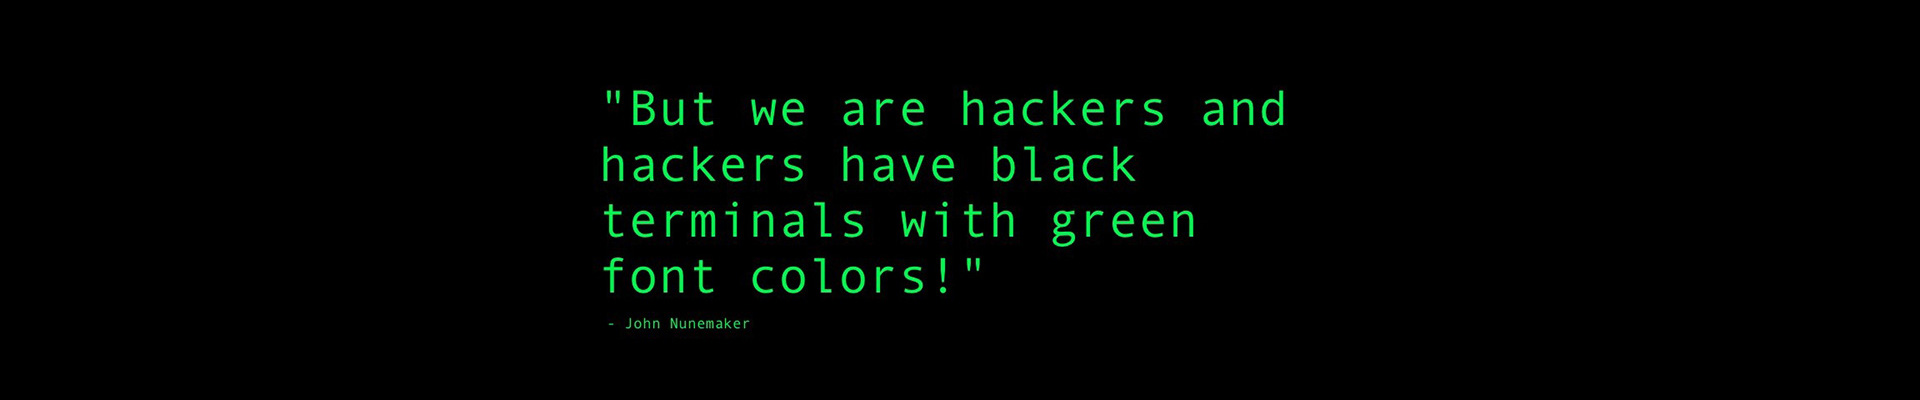 "But we are hackers and
hackers have black
terminals with green
font colors!"
- John Nunemaker